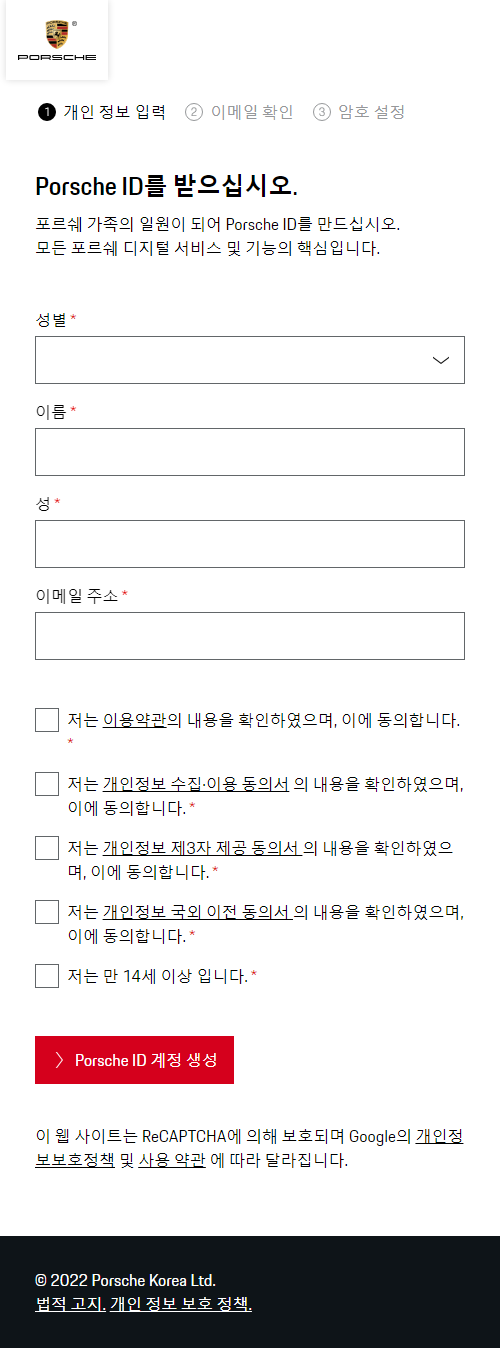 PORSCHE
1 개인 정보 입력 2 이메일 확인 3 암호 설정
Porsche ID를 받으십시오.
포르쉐 가족의 일원이 되어 Porsche ID를 만드십시오.
모든 포르쉐 디지털 서비스 및 기능의 핵심입니다.
성별 *
이름 *
성 *
이메일 주소 *
저는 이용약관의 내용을 확인하였으며, 이에 동의합니다.
*
저는 개인정보 수집·이용 동의서 의 내용을 확인하였으며,
이에 동의합니다. *
저는 개인정보 제3자 제공 동의서 의 내용을 확인하였으
며, 이에 동의합니다. *
저는 개인정보 국외 이전 동의서 의 내용을 확인하였으며,
이에 동의합니다. *
저는 만 14세 이상 입니다. *
Porsche ID 계정 생성
이 웹 사이트는 ReCAPTCHA에 의해 보호되며 Google의 개인정
보보호정책 및 사용 약관 에 따라 달라집니다.
© 2022 Porsche Korea Ltd.
법적 고지. 개인 정보 보호 정책.